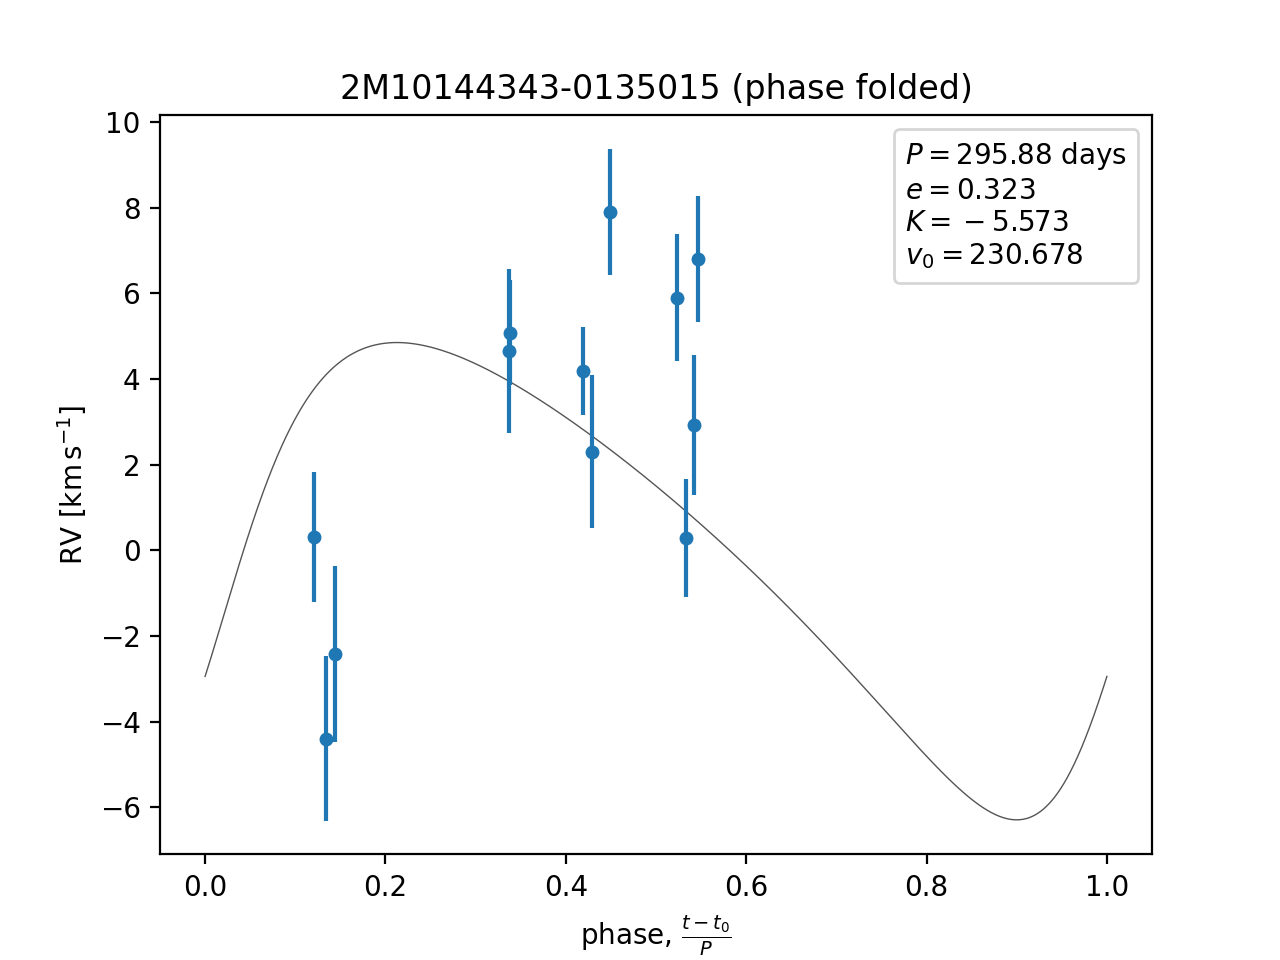 2M10144343-0135015 (phase folded)
10
8
6
4
2
0
−2
−4
−6
RV [km s⁻¹]
P = 295.88 days
e = 0.323
K = −5.573
v₀ = 230.678
0.0 0.2 0.4 0.6 0.8 1.0
phase, (t − t₀)/P